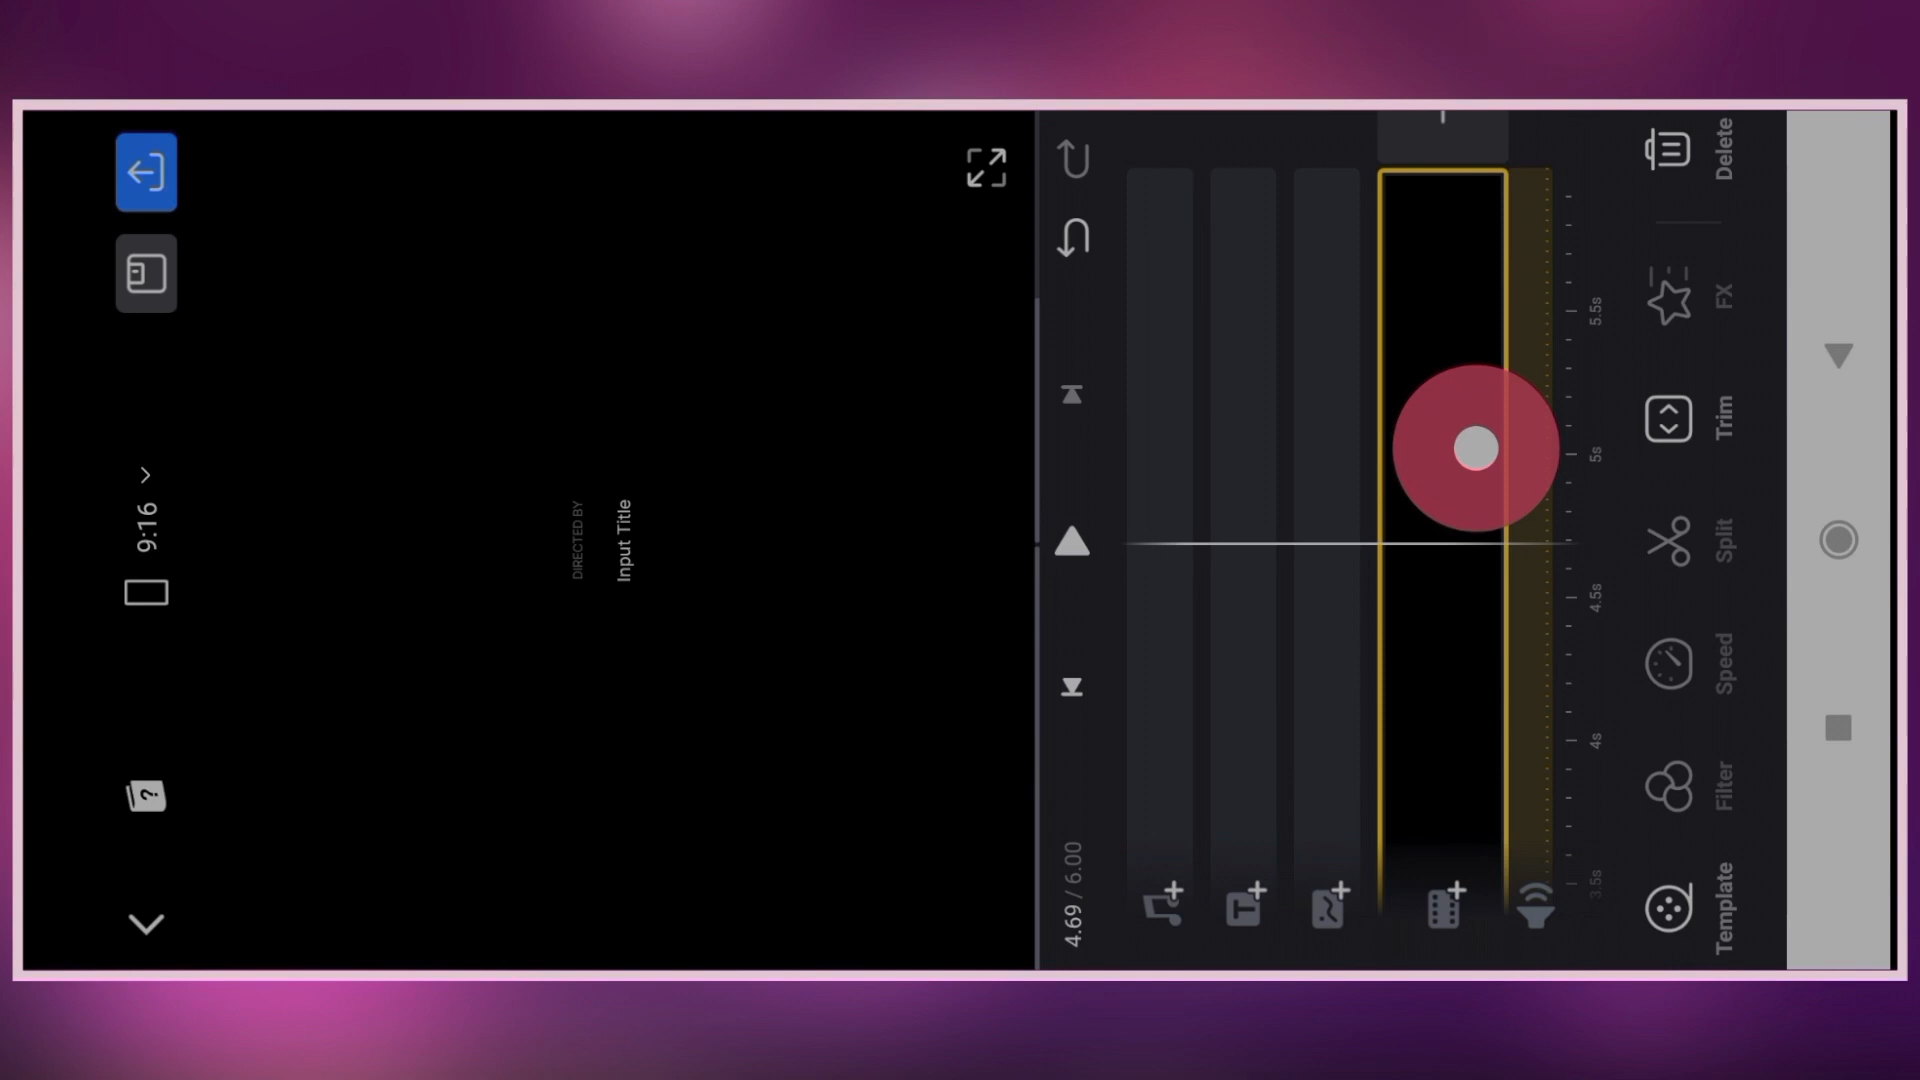 9:16
DIRECTED BY
Input Title
4.69 / 6.00
3.5s
4s
4.5s
5s
5.5s
Template
Filter
Speed
Split
Trim
FX
Delete